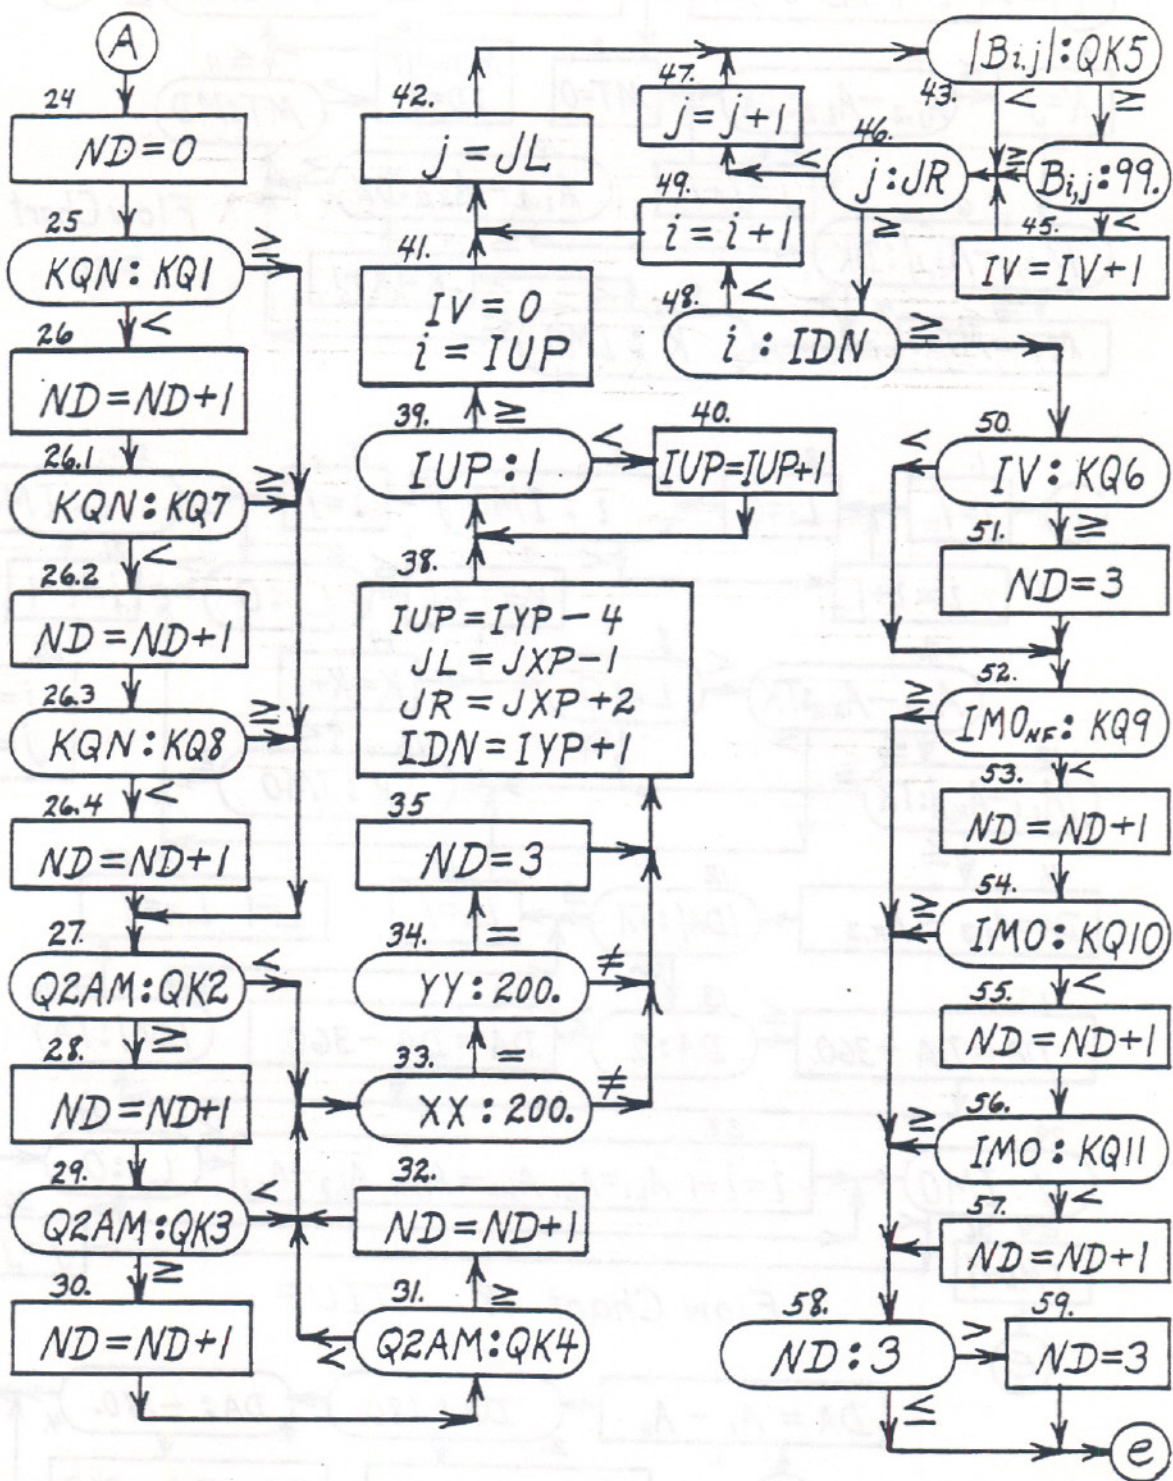 A
24
ND=0
25
KQN:KQ1
≥
<
26
ND=ND+1
26.1
KQN:KQ7
≥
<
26.2
ND=ND+1
26.3
KQN:KQ8
≥
<
26.4
ND=ND+1
27.
Q2AM:QK2
<
≥
28.
ND=ND+1
29.
Q2AM:QK3
<
≥
30.
ND=ND+1
31.
Q2AM:QK4
<
≥
32.
ND=ND+1
33.
XX:200.
≠
=
34.
YY:200.
≠
=
35
ND=3
38.
IUP=IYP-4
JL=JXP-1
JR=JXP+2
IDN=IYP+1
39.
IUP:1
<
≥
40.
IUP=IUP+1
41.
IV=0
i=IUP
42.
j=JL
43.
|Bi,j|:QK5
<
≥
Bi,j:99.
≥
<
45.
IV=IV+1
46.
j:JR
<
≥
47.
j=j+1
48.
i:IDN
<
≥
49.
i=i+1
50.
IV:KQ6
<
≥
51.
ND=3
52.
IMO_NF:KQ9
≥
<
53.
ND=ND+1
54.
IMO:KQ10
≥
<
55.
ND=ND+1
56.
IMO:KQ11
≥
<
57.
ND=ND+1
58.
ND:3
>
≤
59.
ND=3
e
Flow Chart